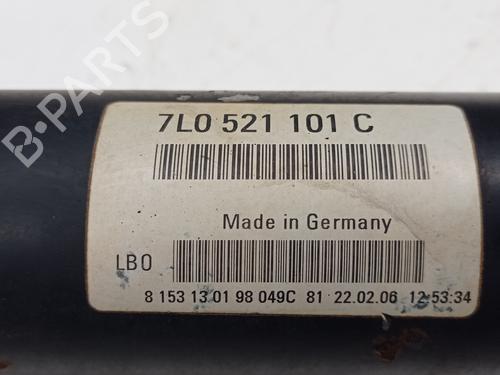 7L0 521 101 C
Made in Germany
LB0
8 153 13 01 98 049C 81 22.02.06 12:53:34
B-PARTS